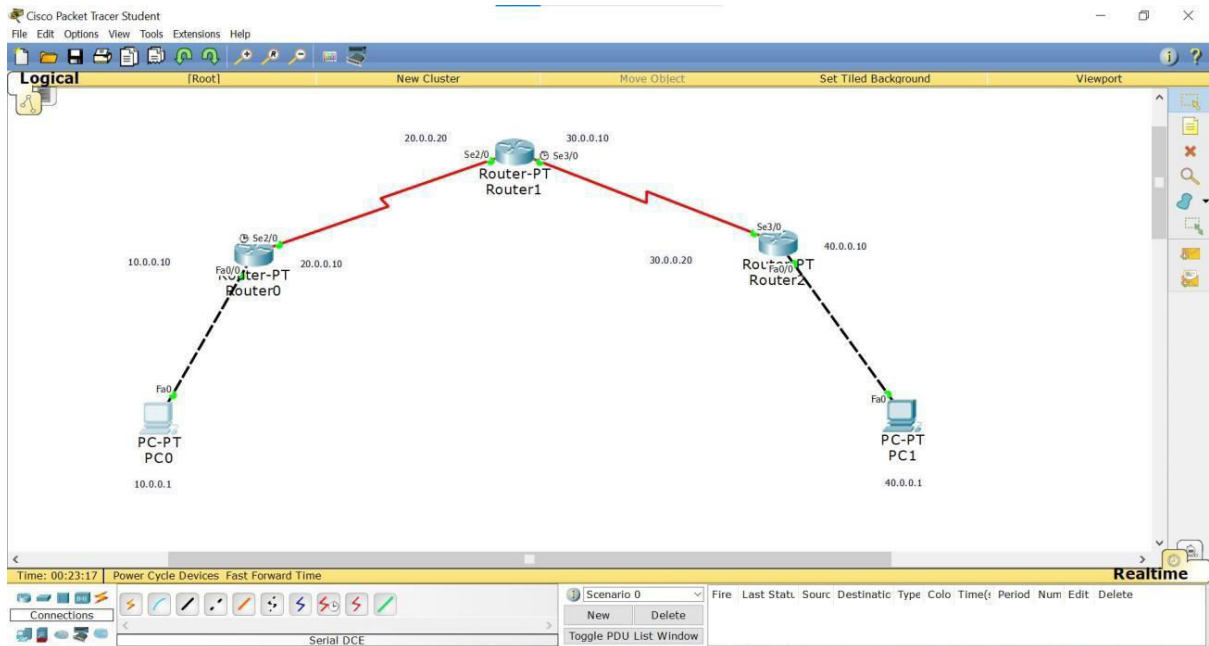 Cisco Packet Tracer Student
File Edit Options View Tools Extensions Help
Logical [Root] New Cluster Move Object Set Tiled Background Viewport
20.0.0.20 30.0.0.10
Se2/0 Se3/0
Router-PT
Router1
Se2/0
10.0.0.10 20.0.0.10
Fa0/0
Router-PT
Router0
Se3/0
40.0.0.10
30.0.0.20
Router-PT
Fa0/0
Router2
Fa0
PC-PT
PC0
10.0.0.1
Fa0
PC-PT
PC1
40.0.0.1
Time: 00:23:17 Power Cycle Devices Fast Forward Time Realtime
Connections
Serial DCE
Scenario 0
New Delete
Toggle PDU List Window
Fire Last Statu Sourc Destinatic Type Colo Time(s Period Num Edit Delete